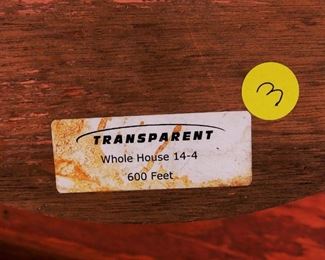 TRANSPARENT
Whole House 14-4
600 Feet
3